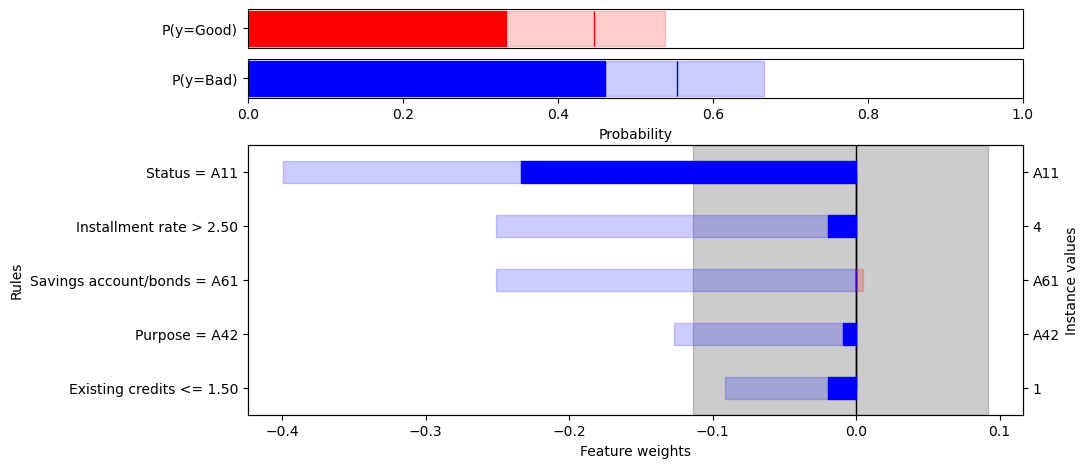 P(y=Good)
P(y=Bad)
0.0 0.2 0.4 0.6 0.8 1.0
Probability
Status = A11 A11
Installment rate > 2.50 4
Savings account/bonds = A61 A61
Purpose = A42 A42
Existing credits <= 1.50 1
Rules
Instance values
−0.4 −0.3 −0.2 −0.1 0.0 0.1
Feature weights